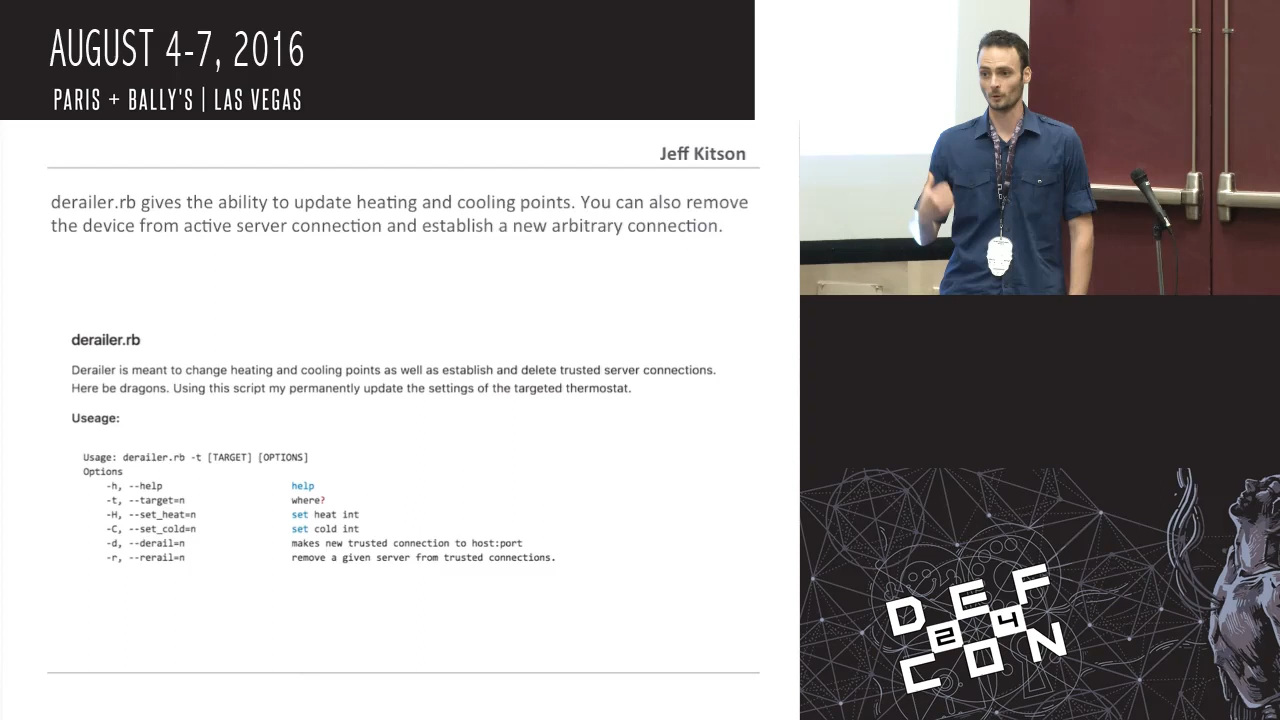 AUGUST 4-7, 2016
PARIS + BALLY'S | LAS VEGAS
Jeff Kitson
derailer.rb gives the ability to update heating and cooling points. You can also remove
the device from active server connection and establish a new arbitrary connection.
derailer.rb
Derailer is meant to change heating and cooling points as well as establish and delete trusted server connections.
Here be dragons. Using this script my permanently update the settings of the targeted thermostat.
Useage:
Usage: derailer.rb -t [TARGET] [OPTIONS]
Options
-h, --help help
-t, --target=n where?
-H, --set_heat=n set heat int
-C, --set_cold=n set cold int
-d, --derail=n makes new trusted connection to host:port
-r, --rerail=n remove a given server from trusted connections.
DEF
24
CON